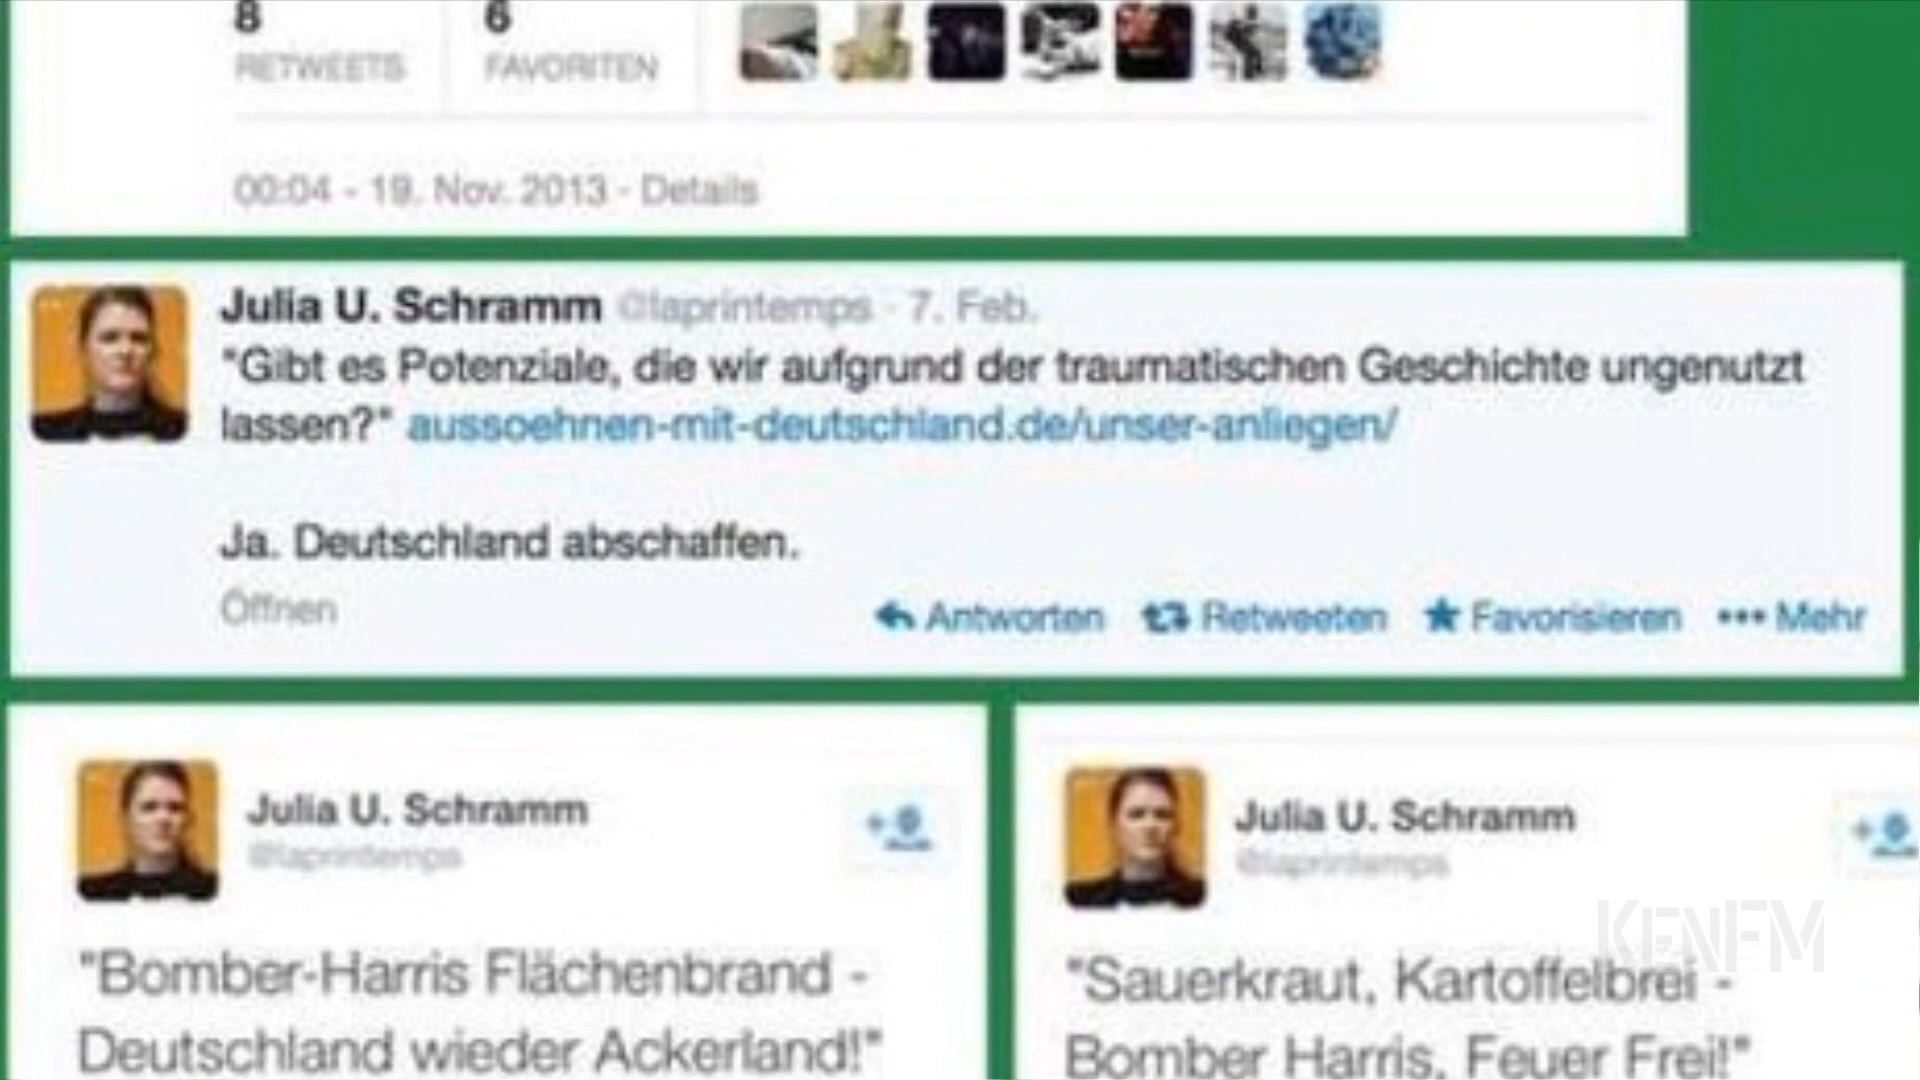 8
6
RETWEETS
FAVORITEN
00:04 - 19. Nov. 2013 · Details
Julia U. Schramm @laprintemps · 7. Feb.
"Gibt es Potenziale, die wir aufgrund der traumatischen Geschichte ungenutzt
lassen?" aussoehnen-mit-deutschland.de/unser-anliegen/
Ja. Deutschland abschaffen.
Öffnen
Antworten
Retweeten
Favorisieren
Mehr
Julia U. Schramm
@laprintemps
"Bomber-Harris Flächenbrand -
Deutschland wieder Ackerland!"
Julia U. Schramm
@laprintemps
"Sauerkraut, Kartoffelbrei -
Bomber Harris, Feuer Frei!"
KENFM